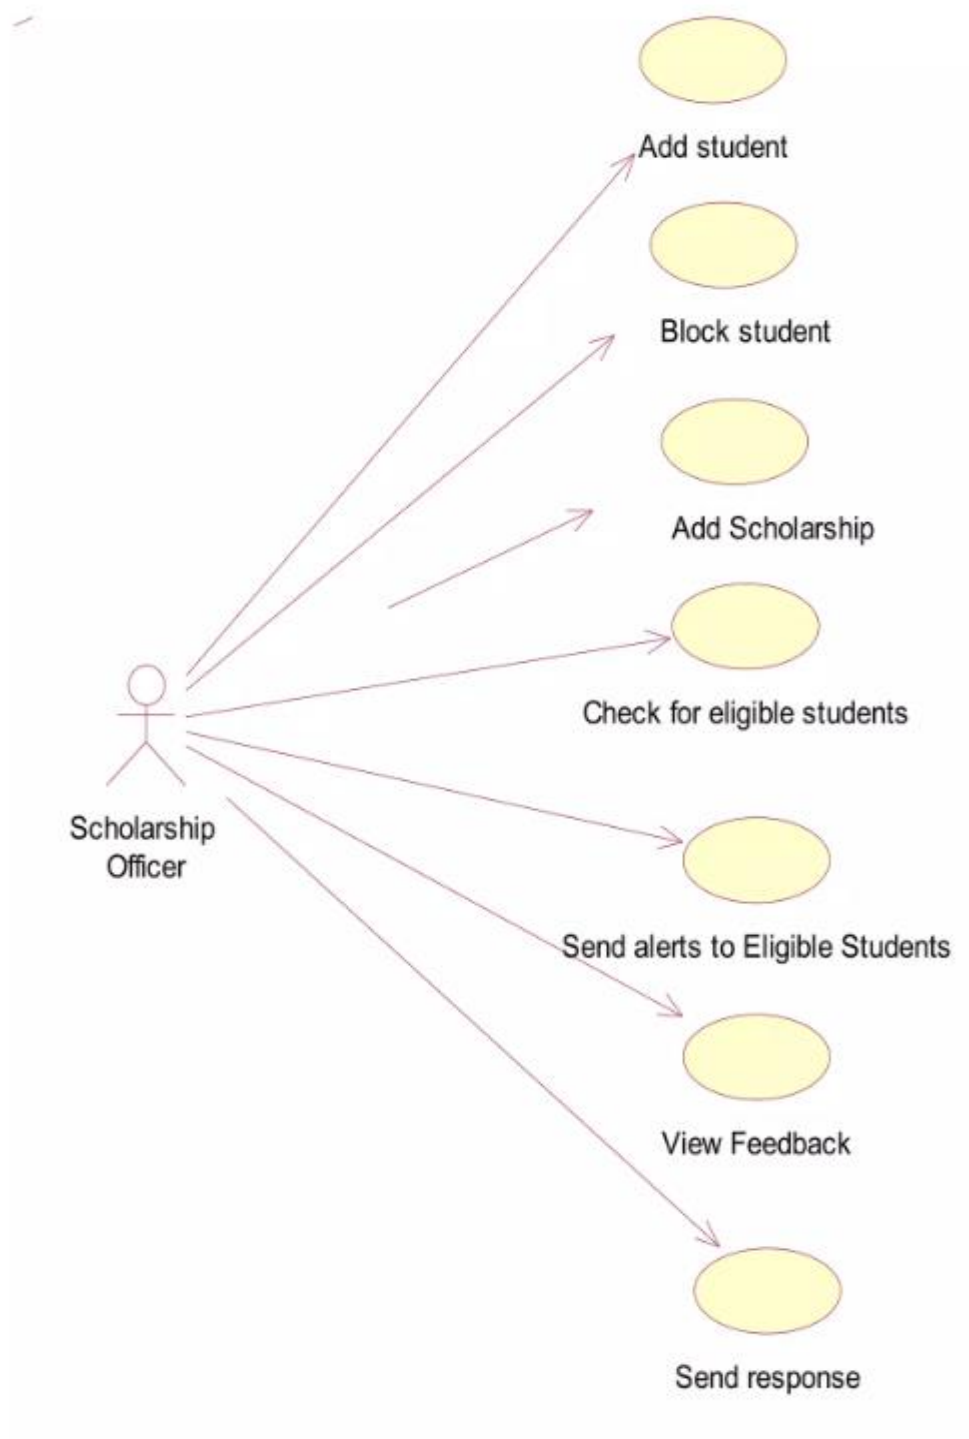 Add student
Block student
Add Scholarship
Check for eligible students
Scholarship
Officer
Send alerts to Eligible Students
View Feedback
Send response